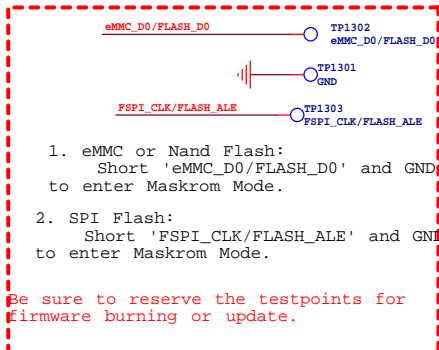 eMMC_D0/FLASH_D0
TP1302
eMMC_D0/FLASH_D0
TP1301
GND
FSPI_CLK/FLASH_ALE
TP1303
FSPI_CLK/FLASH_ALE
1. eMMC or Nand Flash:
Short 'eMMC_D0/FLASH_D0' and GND
to enter Maskrom Mode.
2. SPI Flash:
Short 'FSPI_CLK/FLASH_ALE' and GND
to enter Maskrom Mode.
Be sure to reserve the testpoints for
firmware burning or update.